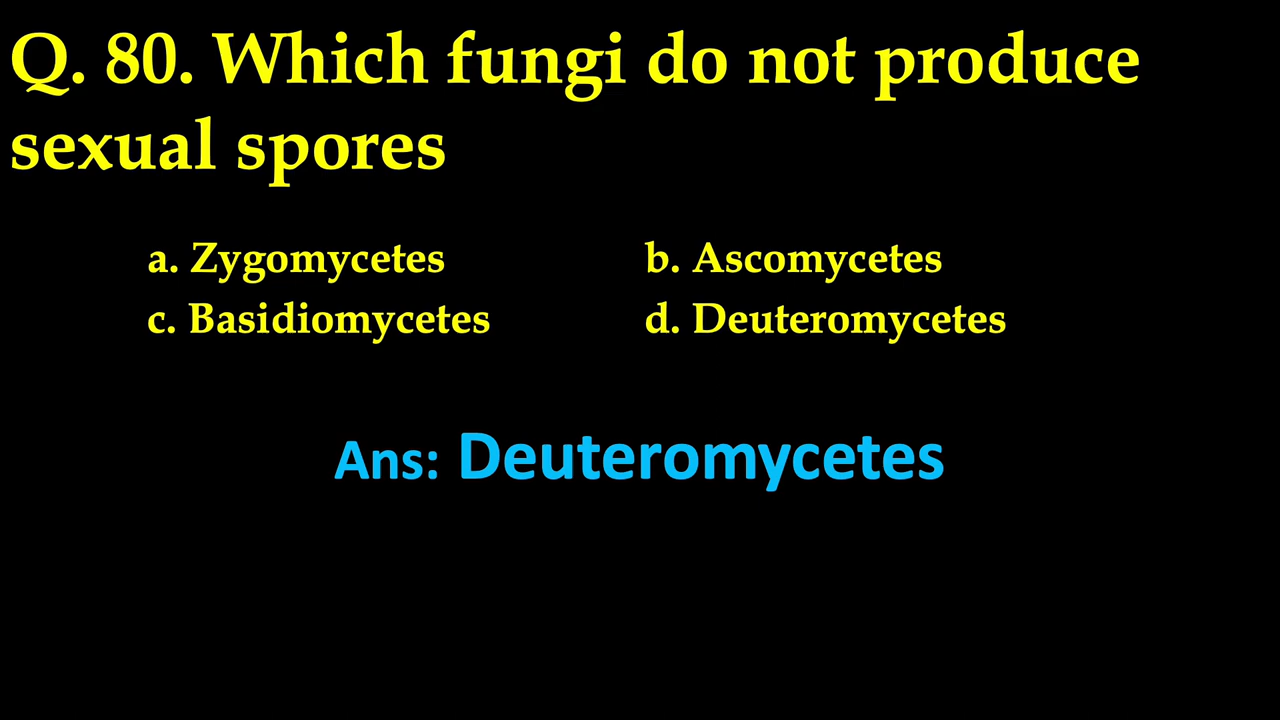 Q. 80. Which fungi do not produce
sexual spores
a. Zygomycetes b. Ascomycetes
c. Basidiomycetes d. Deuteromycetes
Ans: Deuteromycetes